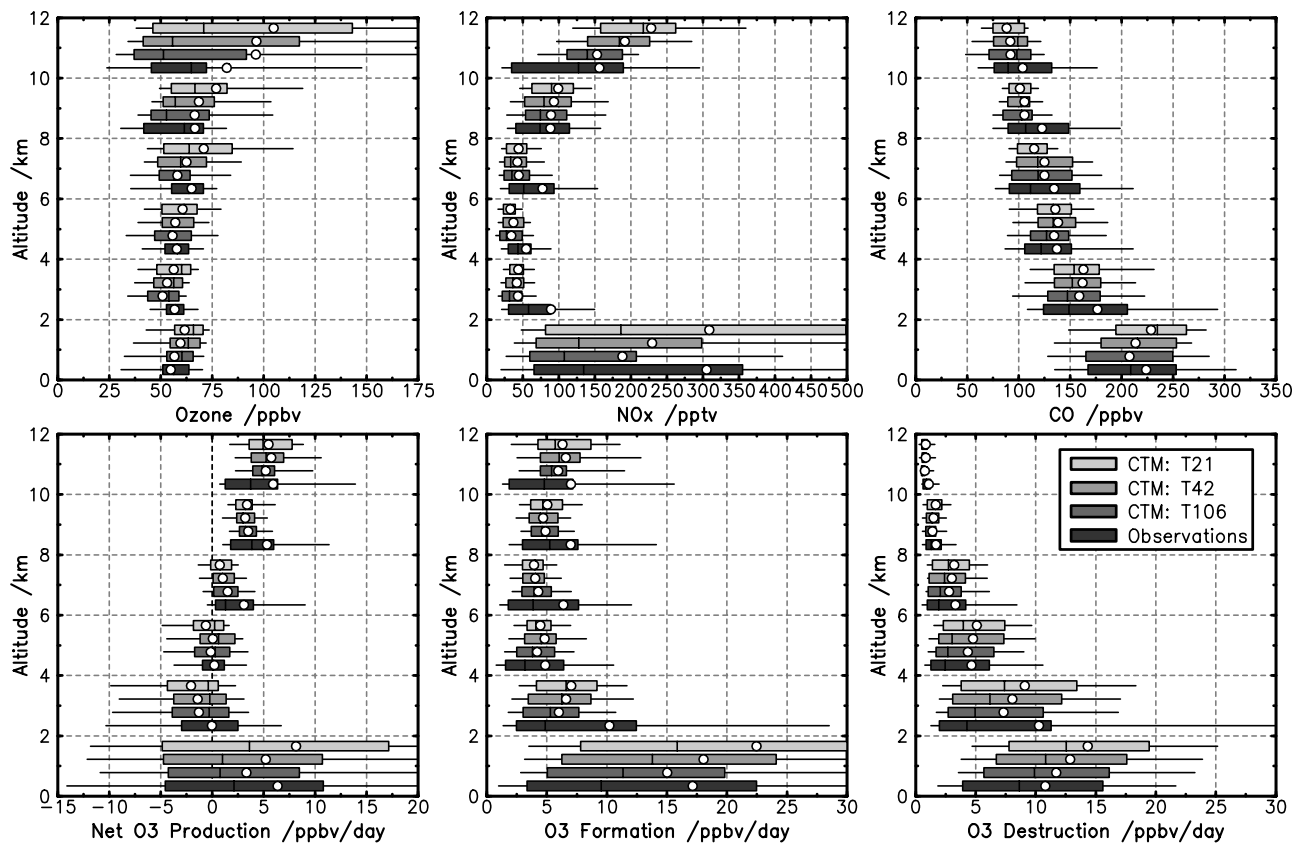 12
10
8
6
4
2
0
Altitude /km
0 25 50 75 100 125 150 175
Ozone /ppbv
12
10
8
6
4
2
0
Altitude /km
0 50 100 150 200 250 300 350 400 450 500
NOx /pptv
12
10
8
6
4
2
0
Altitude /km
0 50 100 150 200 250 300 350
CO /ppbv
12
10
8
6
4
2
0
Altitude /km
−15 −10 −5 0 5 10 15 20
Net O3 Production /ppbv/day
12
10
8
6
4
2
0
Altitude /km
0 5 10 15 20 25 30
O3 Formation /ppbv/day
12
10
8
6
4
2
0
Altitude /km
CTM: T21
CTM: T42
CTM: T106
Observations
0 5 10 15 20 25 30
O3 Destruction /ppbv/day